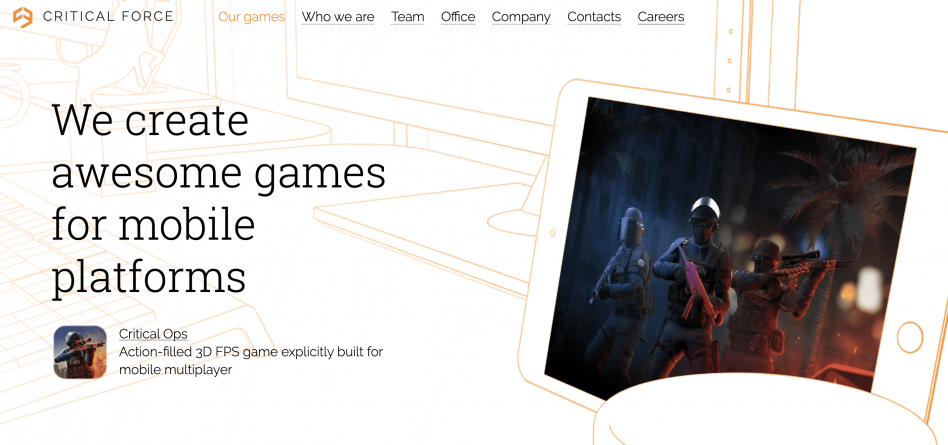 CRITICAL FORCE
Our games Who we are Team Office Company Contacts Careers
We create
awesome games
for mobile
platforms
Critical Ops
Action-filled 3D FPS game explicitly built for
mobile multiplayer